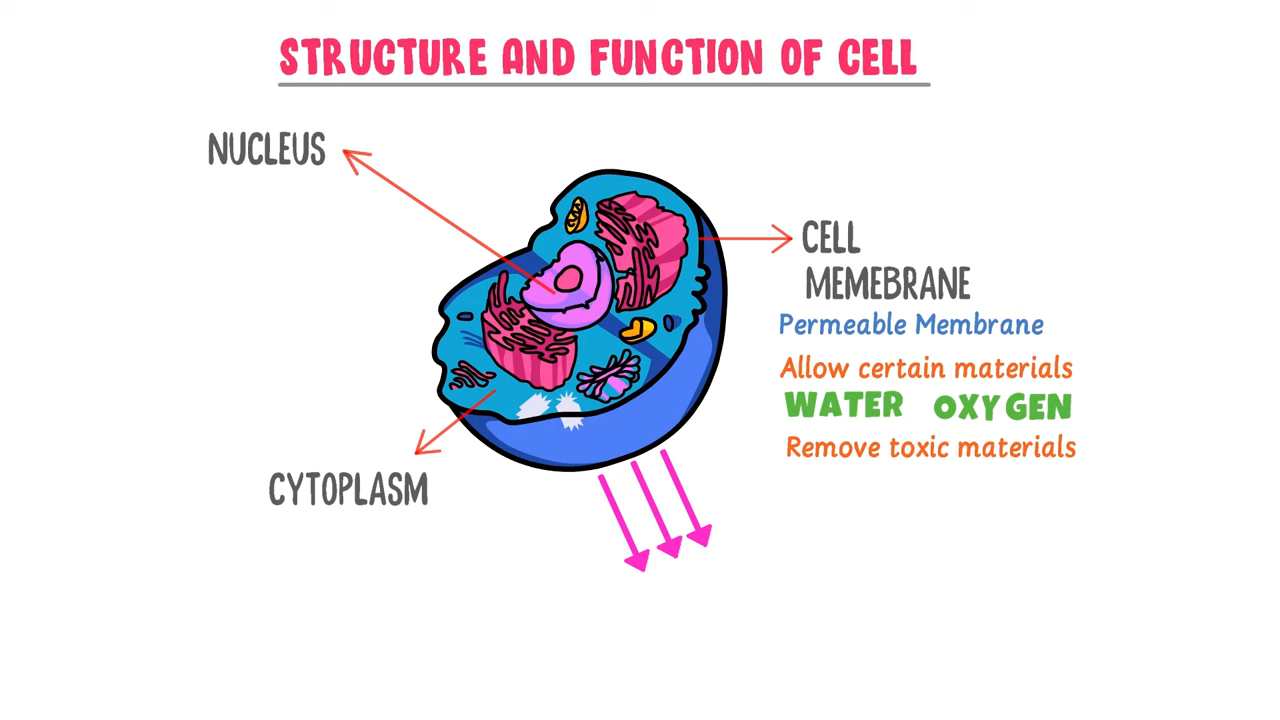 STRUCTURE AND FUNCTION OF CELL
NUCLEUS
CELL
MEMEBRANE
Permeable Membrane
Allow certain materials
WATER OXYGEN
Remove toxic materials
CYTOPLASM